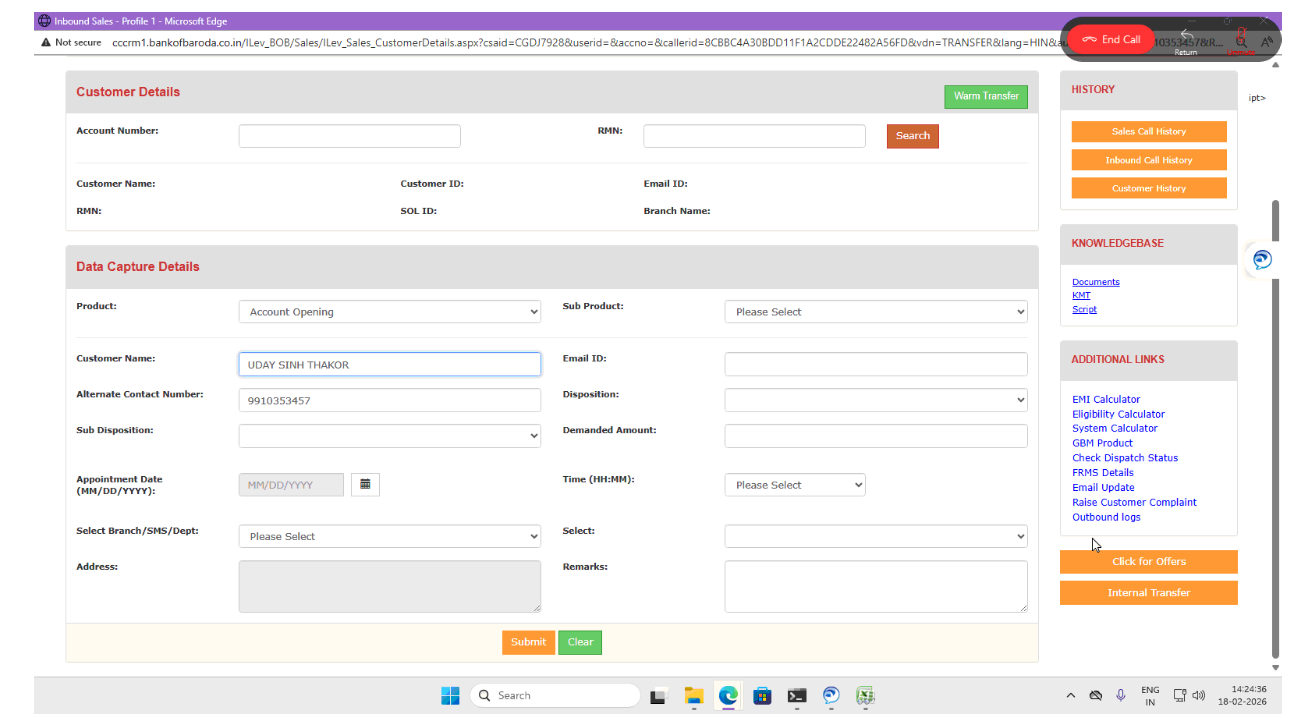 Inbound Sales - Profile 1 - Microsoft Edge
Not secure cccrm1.bankofbaroda.co.in/ILev_BOB/Sales/ILev_Sales_CustomerDetails.aspx?csaid=CGDJ7928&userid=&accno=&callerid=8CBBC4A30BDD11F1A2CDDE22482A56FD&vdn=TRANSFER&lang=HIN&
End Call
Return
10353457&R...
Customer Details
Warm Transfer
Account Number:
RMN:
Search
Customer Name:
Customer ID:
Email ID:
RMN:
SOL ID:
Branch Name:
Data Capture Details
Product:
Account Opening
Sub Product:
Please Select
Customer Name:
UDAY SINH THAKOR
Email ID:
Alternate Contact Number:
9910353457
Disposition:
Sub Disposition:
Demanded Amount:
Appointment Date
(MM/DD/YYYY):
MM/DD/YYYY
Time (HH:MM):
Please Select
Select Branch/SMS/Dept:
Please Select
Select:
Address:
Remarks:
Submit
Clear
HISTORY
ipt>
Sales Call History
Inbound Call History
Customer History
KNOWLEDGEBASE
Documents
KMT
Script
ADDITIONAL LINKS
EMI Calculator
Eligibility Calculator
System Calculator
GBM Product
Check Dispatch Status
FRMS Details
Email Update
Raise Customer Complaint
Outbound logs
Click for Offers
Internal Transfer
Search
ENG
IN
14:24:36
18-02-2026